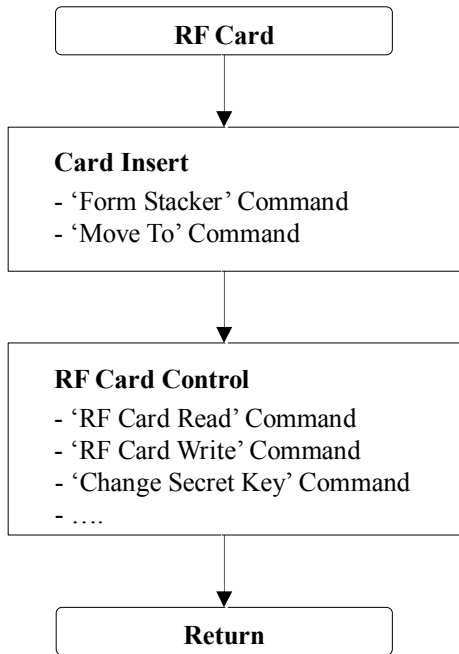 RF Card
Card Insert
- ‘Form Stacker’ Command
- ‘Move To’ Command
RF Card Control
- ‘RF Card Read’ Command
- ‘RF Card Write’ Command
- ‘Change Secret Key’ Command
- ….
Return